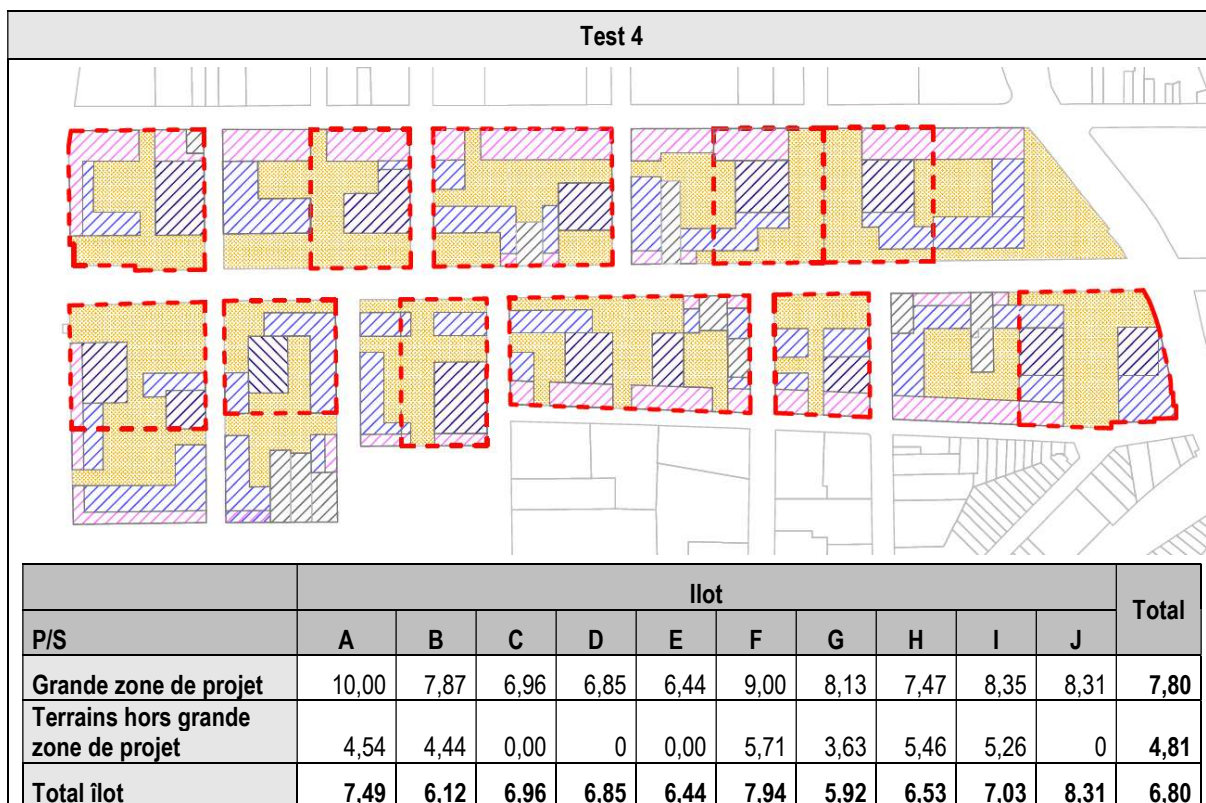 Test 4
Ilot
Total
P/S A B C D E F G H I J
Grande zone de projet 10,00 7,87 6,96 6,85 6,44 9,00 8,13 7,47 8,35 8,31 7,80
Terrains hors grande
zone de projet 4,54 4,44 0,00 0 0,00 5,71 3,63 5,46 5,26 0 4,81
Total îlot 7,49 6,12 6,96 6,85 6,44 7,94 5,92 6,53 7,03 8,31 6,80